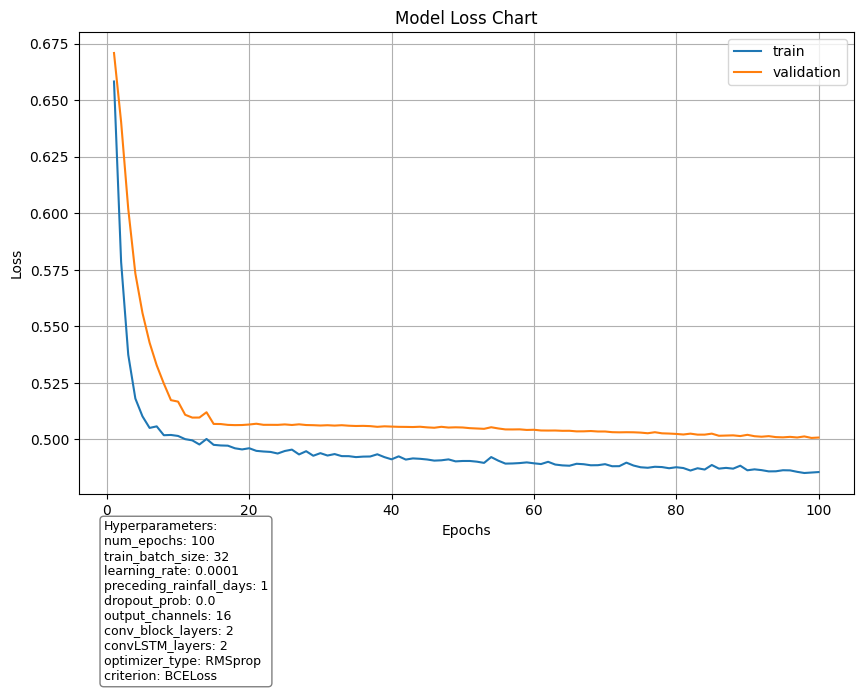 Model Loss Chart
train
validation
0.675
0.650
0.625
0.600
0.575
0.550
0.525
0.500
Loss
0
20
40
60
80
100
Epochs
Hyperparameters:
num_epochs: 100
train_batch_size: 32
learning_rate: 0.0001
preceding_rainfall_days: 1
dropout_prob: 0.0
output_channels: 16
conv_block_layers: 2
convLSTM_layers: 2
optimizer_type: RMSprop
criterion: BCELoss